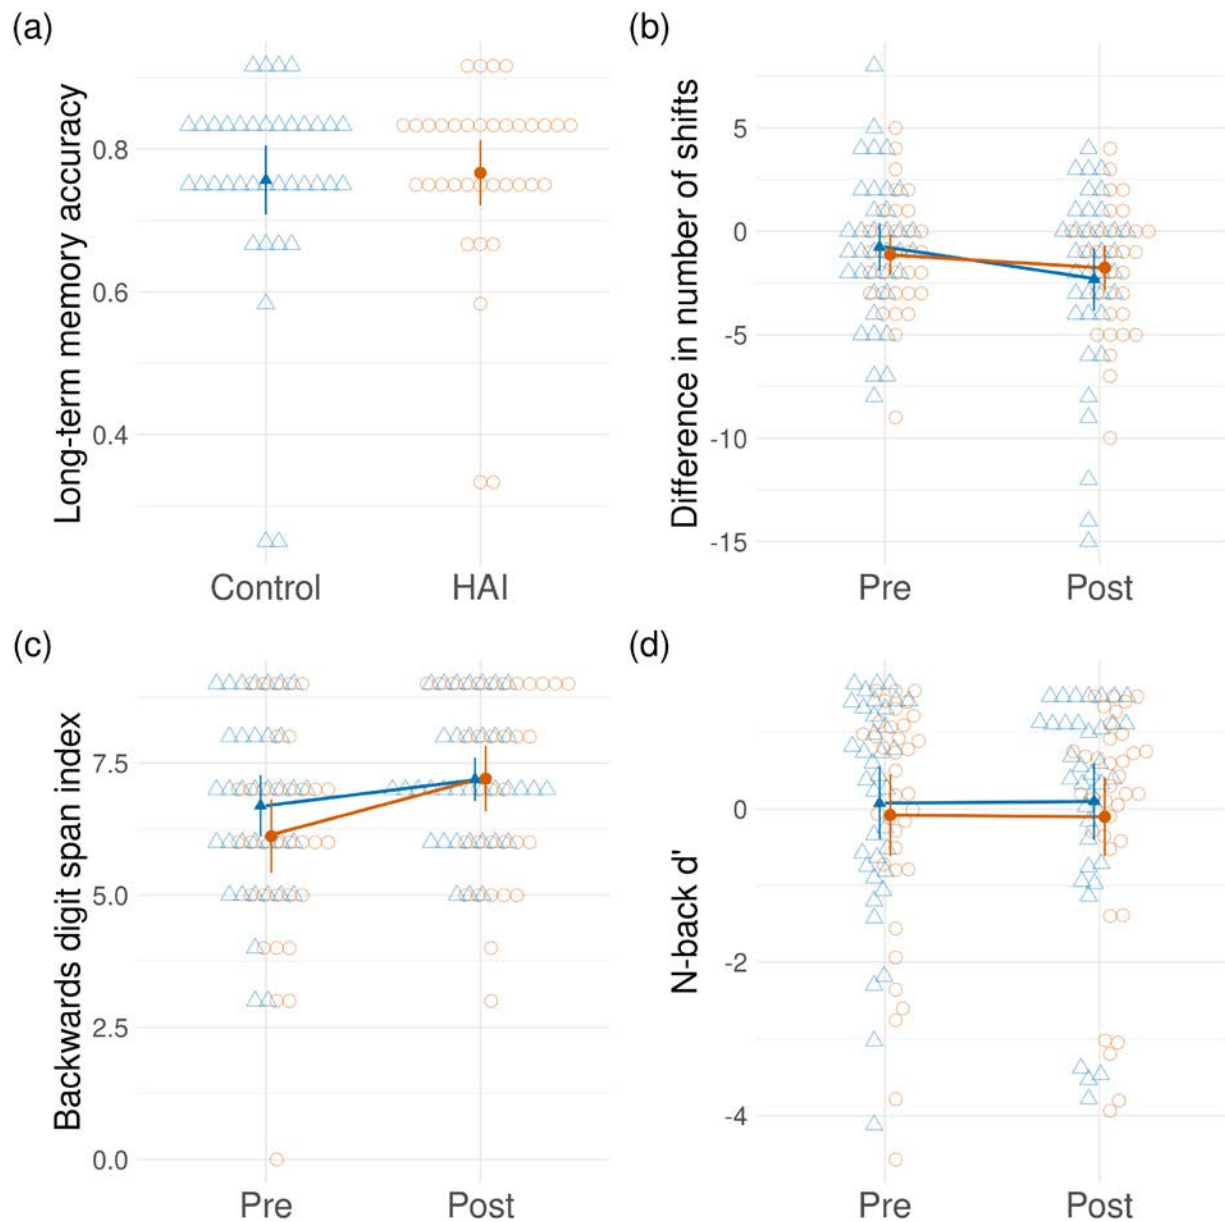 (a)
Long-term memory accuracy
0.8
0.6
0.4
Control HAI
(b)
Difference in number of shifts
5
0
-5
-10
-15
Pre Post
(c)
Backwards digit span index
7.5
5.0
2.5
0.0
Pre Post
(d)
N-back d'
0
-2
-4
Pre Post